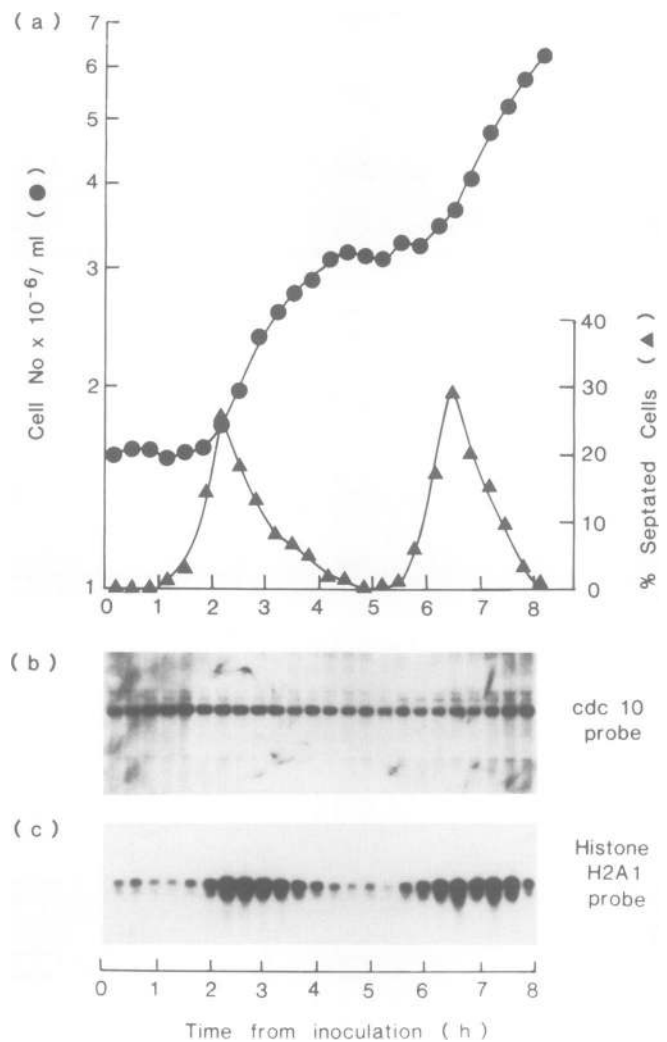 (a)
7
6
5
4
3
2
1
Cell No x 10⁻⁶/ml (●)
40
30
20
10
0
% Septated Cells (▲)
0 1 2 3 4 5 6 7 8
(b)
cdc 10
probe
(c)
Histone
H2A1
probe
0 1 2 3 4 5 6 7 8
Time from inoculation (h)